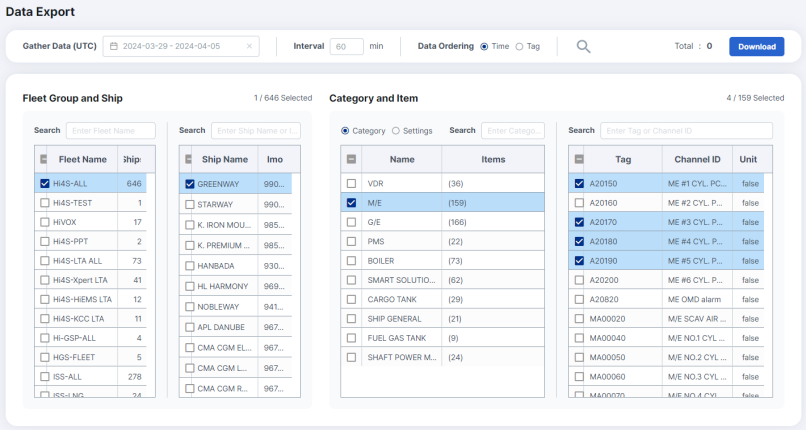 Data Export
Gather Data (UTC) 2024-03-29 - 2024-04-05 × Interval 60 min Data Ordering Time Tag Total : 0 Download
Fleet Group and Ship 1 / 646 Selected
Search Enter Fleet Name Search Enter Ship Name or I...
Fleet Name Ship: Ship Name Imo
Hi4S-ALL 646 GREENWAY 990...
Hi4S-TEST 1 STARWAY 990...
HiVOX 17 K. IRON MOU... 985...
Hi4S-PPT 2 K. PREMIUM ... 985...
Hi4S-LTA ALL 73 HANBADA 930...
Hi4S-Xpert LTA 41 HL HARMONY 969...
Hi4S-HiEMS LTA 12 NOBLEWAY 941...
Hi4S-KCC LTA 11 APL DANUBE 967...
Hi-GSP-ALL 4 CMA CGM EL... 967...
HGS-FLEET 5 CMA CGM L... 967...
ISS-ALL 278 CMA CGM R... 967...
ISS-LNG 24
Category and Item 4 / 159 Selected
Category Settings Search Enter Catego... Search Enter Tag or Channel ID
Name Items Tag Channel ID Unit
VDR (36) A20150 ME #1 CYL. PC... false
M/E (159) A20160 ME #2 CYL. P... false
G/E (166) A20170 ME #3 CYL. P... false
PMS (22) A20180 ME #4 CYL. P... false
BOILER (73) A20190 ME #5 CYL. P... false
SMART SOLUTIO... (62) A20200 ME #6 CYL. P... false
CARGO TANK (29) A20820 ME OMD alarm false
SHIP GENERAL (21) MA00020 M/E SCAV AIR ... false
FUEL GAS TANK (9) MA00040 M/E NO.1 CYL ... false
SHAFT POWER M... (24) MA00050 M/E NO.2 CYL ... false
MA00060 M/E NO.3 CYL ... false
MA00070 M/E NO.4 CYL false